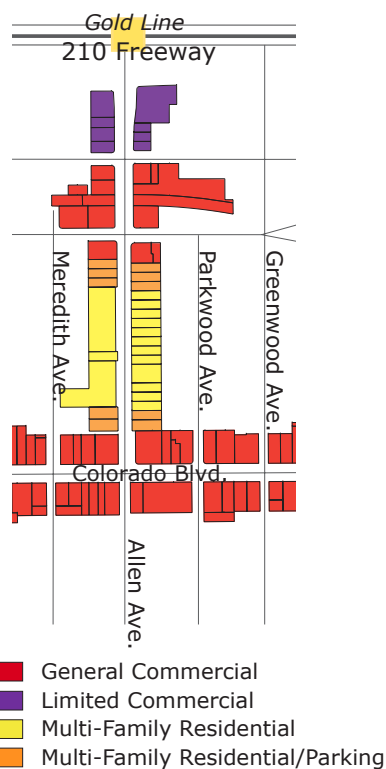 Gold Line
210 Freeway
Meredith Ave.
Parkwood Ave.
Greenwood Ave.
Colorado Blvd.
Allen Ave.
General Commercial
Limited Commercial
Multi-Family Residential
Multi-Family Residential/Parking